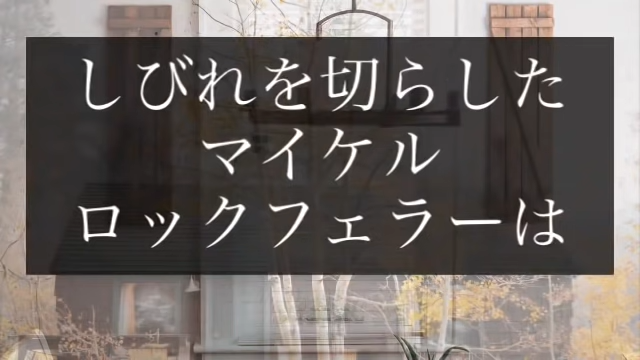 しびれを切らした
マイケル
ロックフェラーは